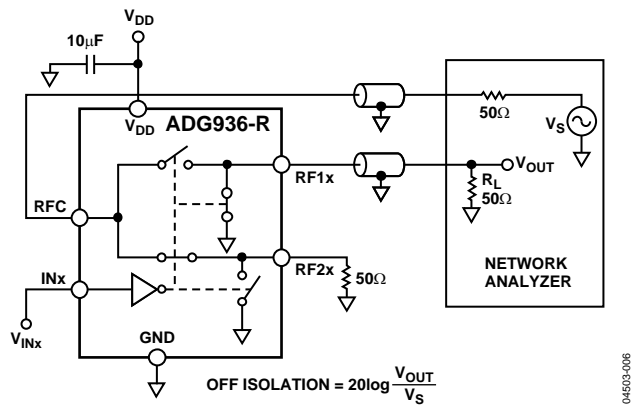 VDD
10μF
VDD
ADG936-R
50Ω
VS
RF1x
VOUT
RL
50Ω
RFC
RF2x
50Ω
INx
NETWORK
ANALYZER
VINx
GND
OFF ISOLATION = 20log VOUT
VS
04503-006